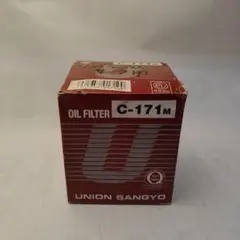 OIL FILTER C-171M
U
UNION SANGYO